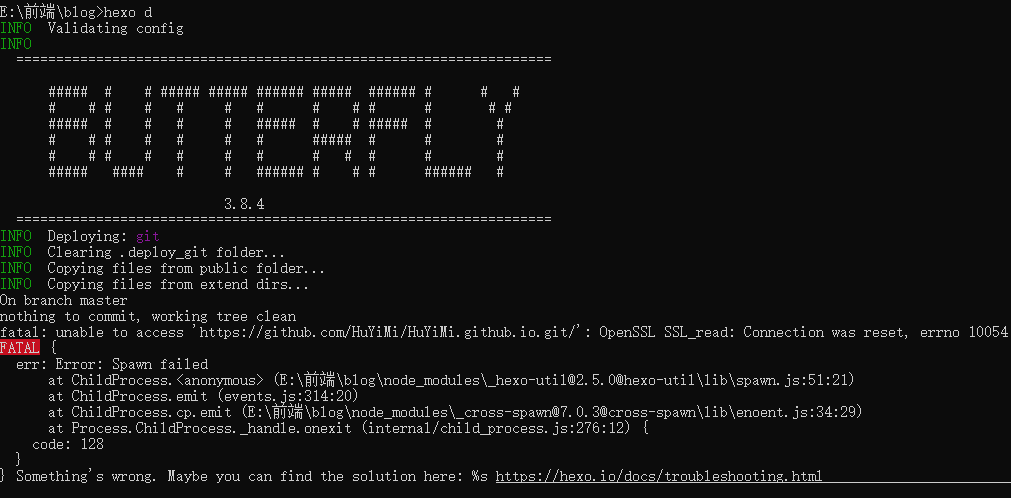 E:\前端\blog>hexo d
INFO  Validating config
INFO
===================================================================
BUTTERFLY
3.8.4
===================================================================
INFO  Deploying: git
INFO  Clearing .deploy_git folder...
INFO  Copying files from public folder...
INFO  Copying files from extend dirs...
On branch master
nothing to commit, working tree clean
fatal: unable to access 'https://github.com/HuYiMi/HuYiMi.github.io.git/': OpenSSL SSL_read: Connection was reset, errno 10054
FATAL {
  err: Error: Spawn failed
      at ChildProcess.<anonymous> (E:\前端\blog\node_modules\_hexo-util@2.5.0@hexo-util\lib\spawn.js:51:21)
      at ChildProcess.emit (events.js:314:20)
      at ChildProcess.cp.emit (E:\前端\blog\node_modules\_cross-spawn@7.0.3@cross-spawn\lib\enoent.js:34:29)
      at Process.ChildProcess._handle.onexit (internal/child_process.js:276:12) {
    code: 128
  }
} Something's wrong. Maybe you can find the solution here: %s https://hexo.io/docs/troubleshooting.html